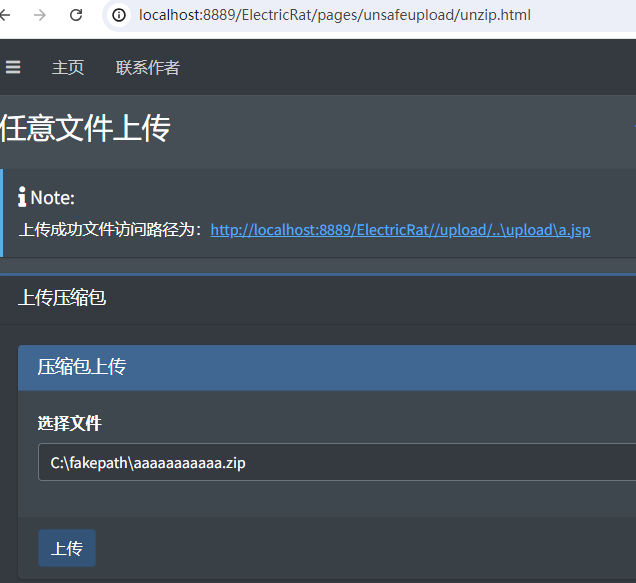 localhost:8889/ElectricRat/pages/unsafeupload/unzip.html
主页 联系作者
任意文件上传
Note:
上传成功文件访问路径为：http://localhost:8889/ElectricRat//upload/..\upload\a.jsp
上传压缩包
压缩包上传
选择文件
C:\fakepath\aaaaaaaaaaa.zip
上传